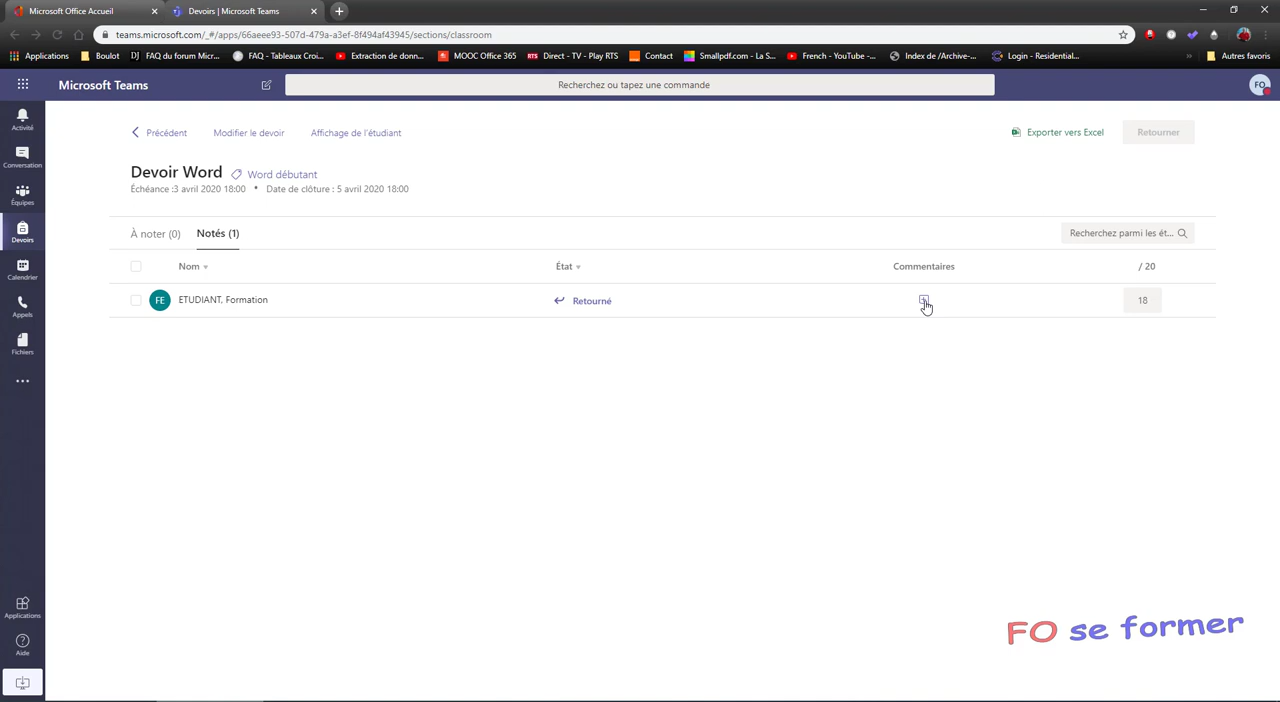 Microsoft Office Accueil
Devoirs | Microsoft Teams
teams.microsoft.com/_#/apps/66aeee93-507d-479a-a3ef-8f494af43945/sections/classroom
Applications
Boulot
FAQ du forum Micr...
FAQ - Tableaux Croi...
Extraction de donn...
MOOC Office 365
RTS Direct - TV - Play RTS
Contact
Smallpdf.com - La S...
French - YouTube -...
Index de /Archive-...
Login - Residential...
»
Autres favoris
Microsoft Teams
Recherchez ou tapez une commande
FO
Activité
Conversation
Équipes
Devoirs
Calendrier
Appels
Fichiers
Applications
Aide
Précédent
Modifier le devoir
Affichage de l'étudiant
Exporter vers Excel
Retourner
Devoir Word
Word débutant
Échéance :3 avril 2020 18:00 • Date de clôture : 5 avril 2020 18:00
À noter (0)
Notés (1)
Recherchez parmi les ét...
Nom
État
Commentaires
/ 20
FE
ETUDIANT, Formation
Retourné
18
FO se former